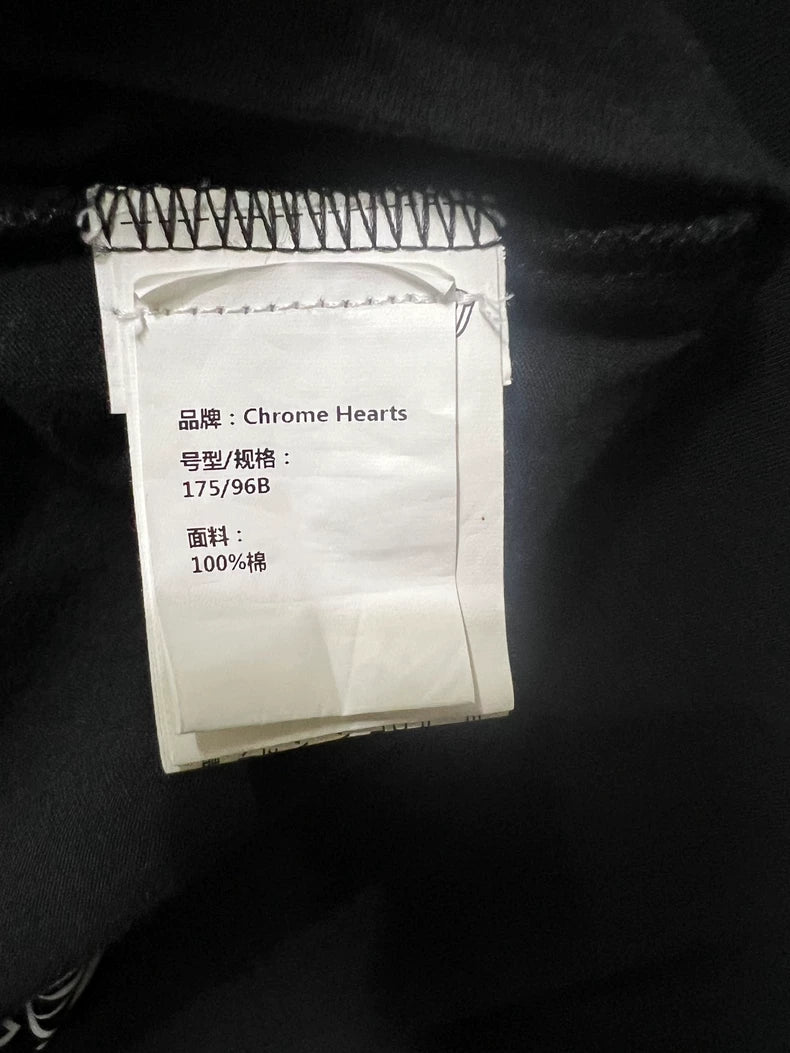 品牌：Chrome Hearts
号型/规格：
175/96B
面料：
100%棉